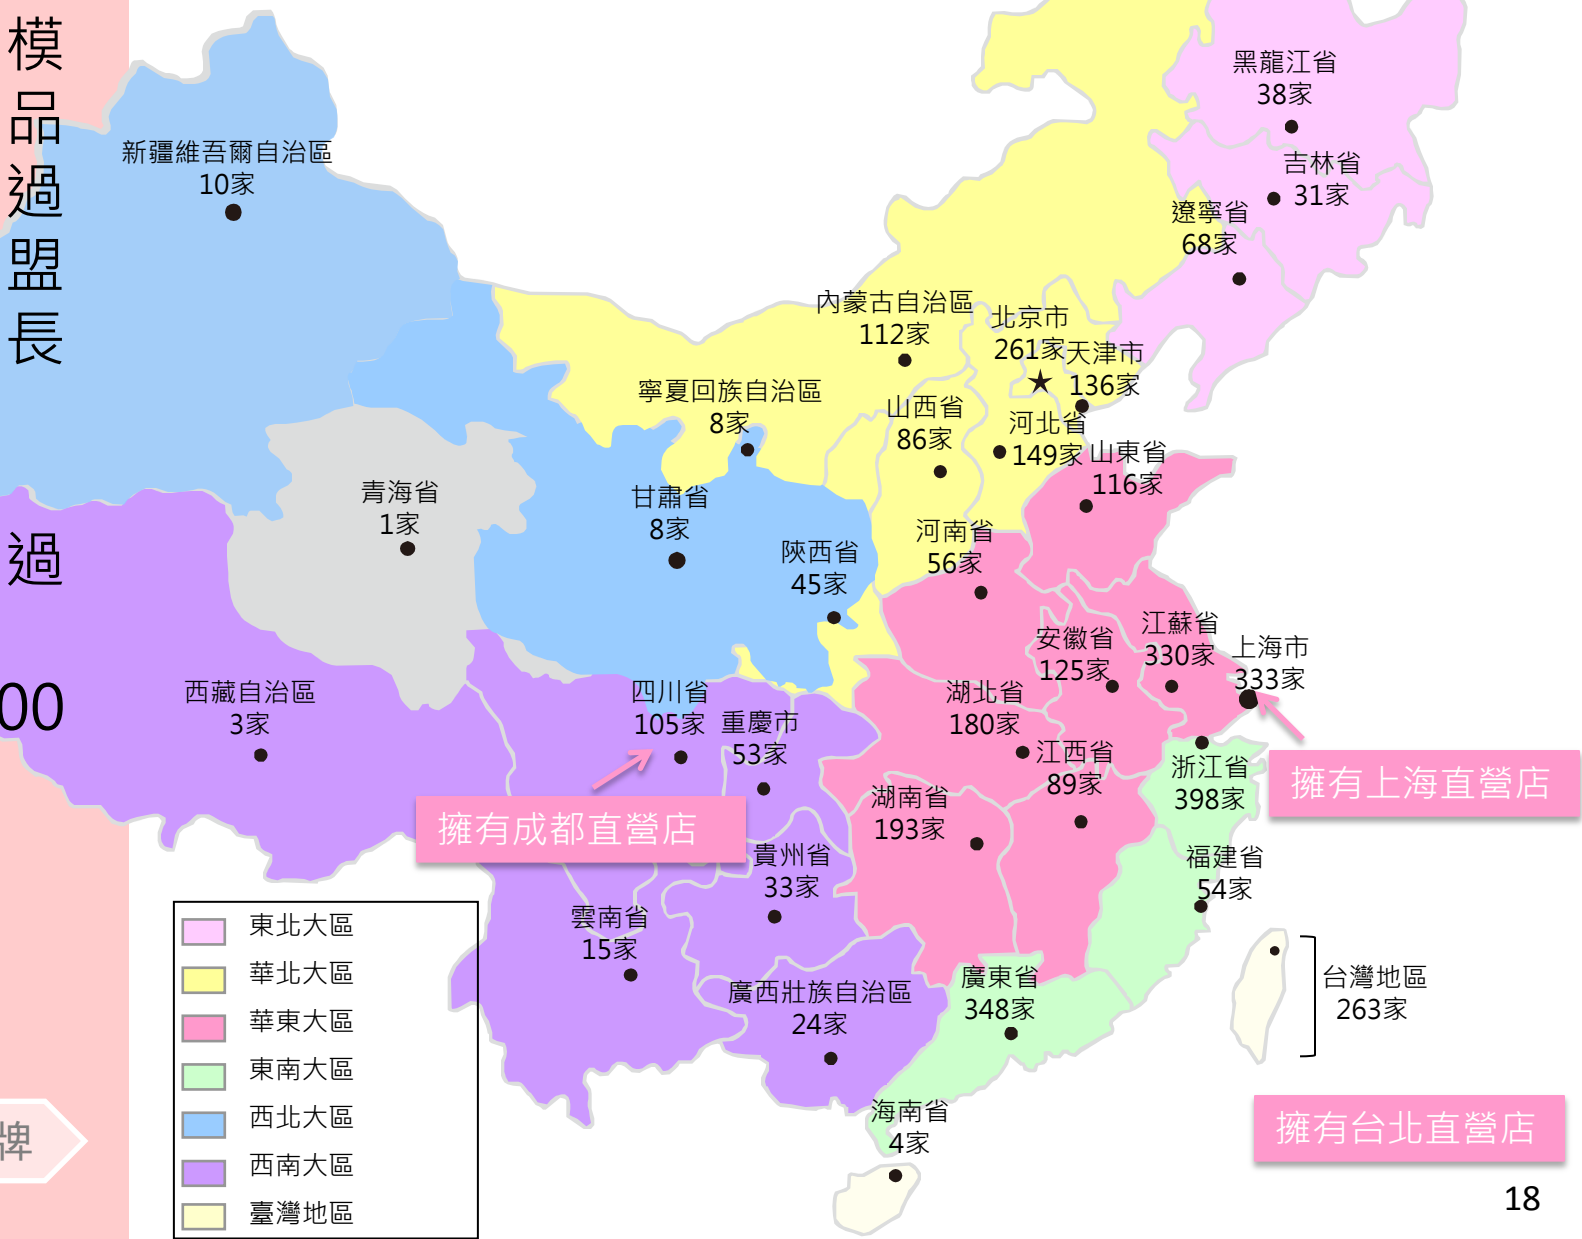 模
品
過
盟
長
過
00
牌
黑龍江省
38家
吉林省
31家
遼寧省
68家
新疆維吾爾自治區
10家
內蒙古自治區
112家
北京市
261家
天津市
136家
寧夏回族自治區
8家
山西省
86家
河北省
149家
山東省
116家
青海省
1家
甘肅省
8家
陝西省
45家
河南省
56家
安徽省
125家
江蘇省
330家
上海市
333家
西藏自治區
3家
四川省
105家
重慶市
53家
湖北省
180家
江西省
89家
浙江省
398家
擁有上海直營店
擁有成都直營店
湖南省
193家
貴州省
33家
福建省
54家
雲南省
15家
廣西壯族自治區
24家
廣東省
348家
台灣地區
263家
海南省
4家
擁有台北直營店
東北大區
華北大區
華東大區
東南大區
西北大區
西南大區
臺灣地區
18